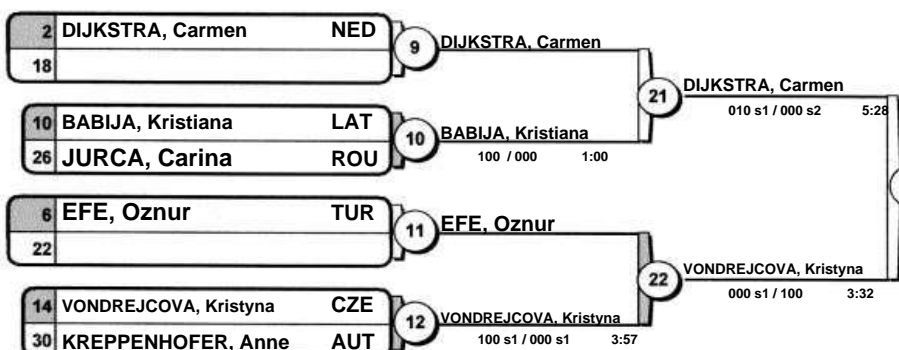 2 DIJKSTRA, Carmen NED
18
9 DIJKSTRA, Carmen
10 BABIJA, Kristiana LAT
26 JURCA, Carina ROU
10 BABIJA, Kristiana
100 / 000 1:00
21 DIJKSTRA, Carmen
010 s1 / 000 s2 5:28
6 EFE, Oznur TUR
22
11 EFE, Oznur
14 VONDREJCOVA, Kristyna CZE
30 KREPPENHOFER, Anne AUT
12 VONDREJCOVA, Kristyna
100 s1 / 000 s1 3:57
22 VONDREJCOVA, Kristyna
000 s1 / 100 3:32